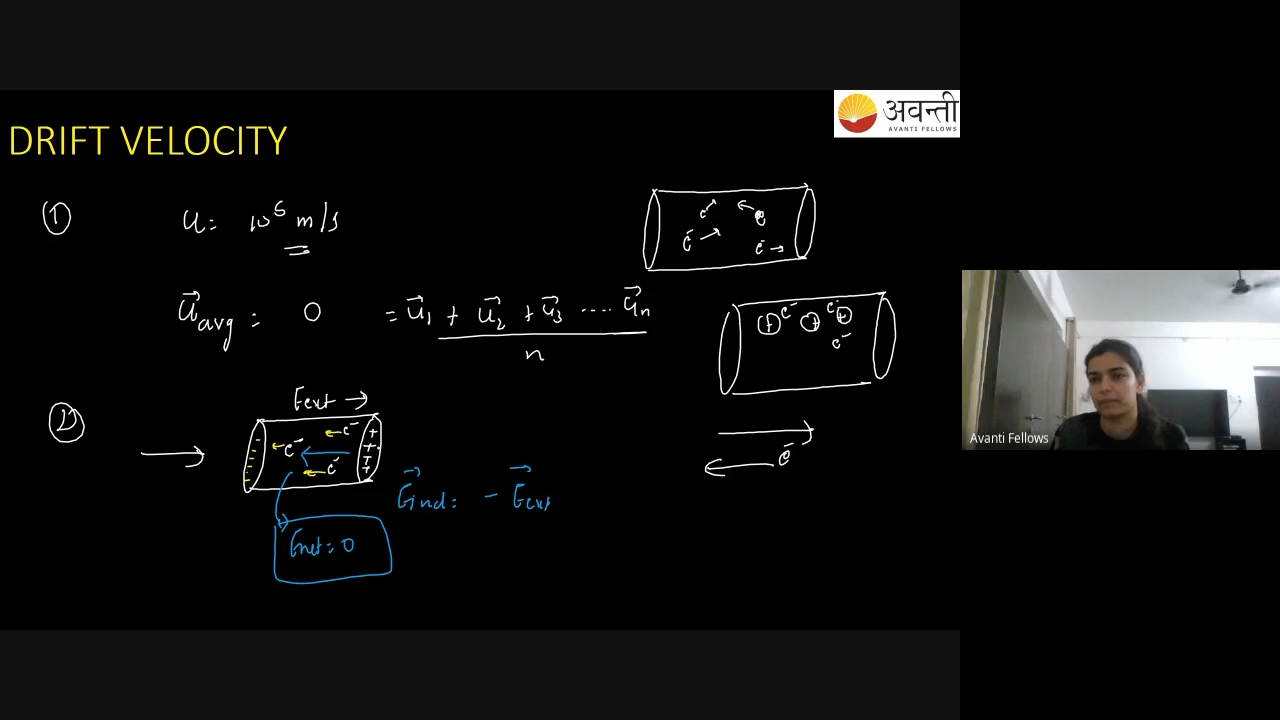 अवन्ती
AVANTI FELLOWS
DRIFT VELOCITY
① u = 10⁶ m/s
e⁻ e⁻ e⁻ e⁻
u⃗avg = 0 = u⃗₁ + u⃗₂ + u⃗₃ .... u⃗n
n
+ e⁻ + e⁻ + e⁻
② Eext →
e⁻ e⁻ e⁻
+ + + +
E⃗ind = - E⃗ext
Enet = 0
e⁻
Avanti Fellows